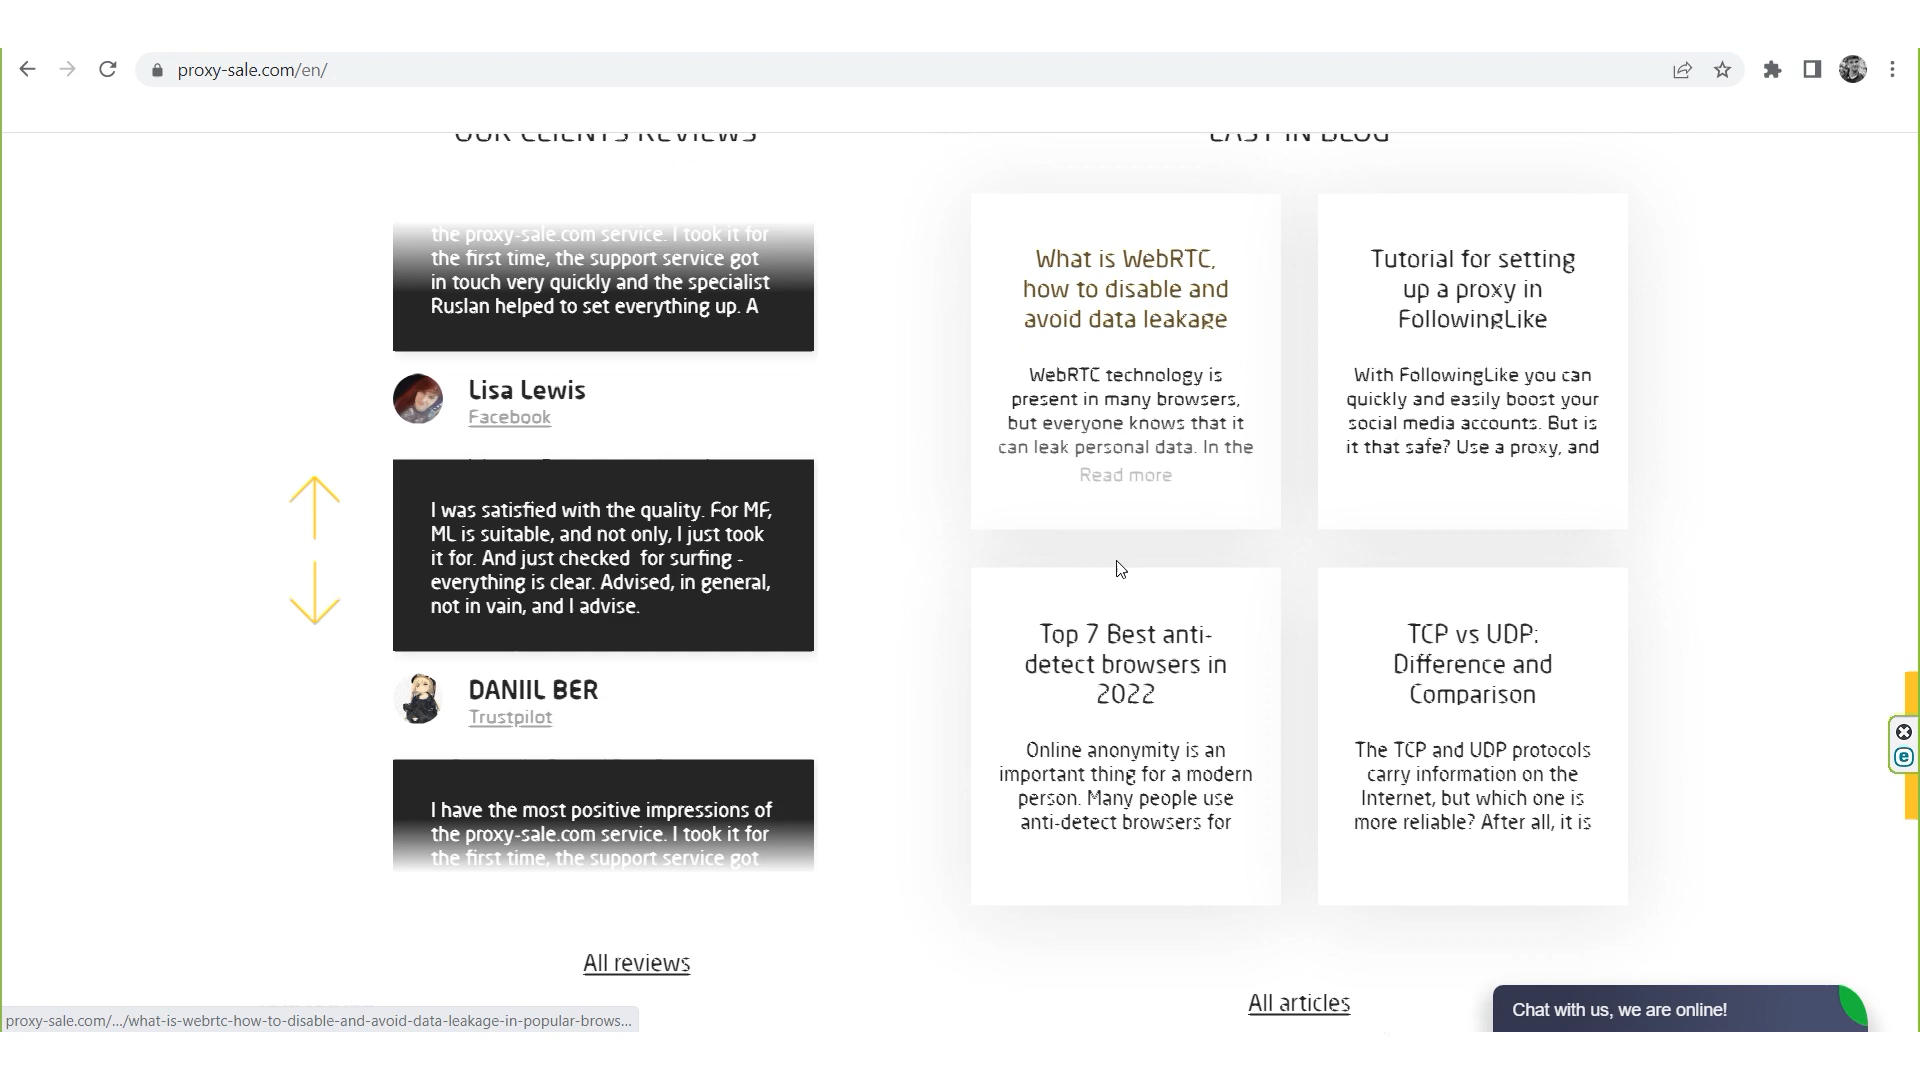 proxy-sale.com/en/
OUR CLIENTS REVIEWS
LAST IN BLOG
the proxy-sale.com service. I took it for
the first time, the support service got
in touch very quickly and the specialist
Ruslan helped to set everything up. A
Lisa Lewis
Facebook
I was satisfied with the quality. For MF,
ML is suitable, and not only, I just took
it for. And just checked for surfing -
everything is clear. Advised, in general,
not in vain, and I advise.
DANIIL BER
Trustpilot
I have the most positive impressions of
the proxy-sale.com service. I took it for
the first time, the support service got
All reviews
What is WebRTC,
how to disable and
avoid data leakage
WebRTC technology is
present in many browsers,
but everyone knows that it
can leak personal data. In the
Read more
Tutorial for setting
up a proxy in
FollowingLike
With FollowingLike you can
quickly and easily boost your
social media accounts. But is
it that safe? Use a proxy, and
Top 7 Best anti-
detect browsers in
2022
Online anonymity is an
important thing for a modern
person. Many people use
anti-detect browsers for
TCP vs UDP:
Difference and
Comparison
The TCP and UDP protocols
carry information on the
Internet, but which one is
more reliable? After all, it is
All articles
Chat with us, we are online!
proxy-sale.com/.../what-is-webrtc-how-to-disable-and-avoid-data-leakage-in-popular-brows...